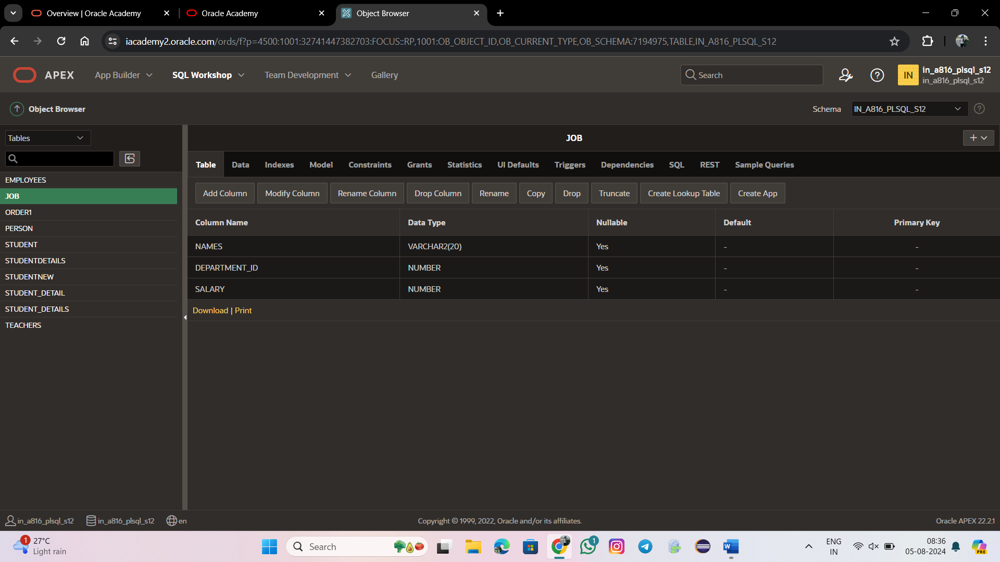 Overview | Oracle Academy
Oracle Academy
Object Browser
iacademy2.oracle.com/ords/f?p=4500:1001:32741447382703:FOCUS::RP,1001:OB_OBJECT_ID,OB_CURRENT_TYPE,OB_SCHEMA:7194975,TABLE,IN_A816_PLSQL_S12
APEX App Builder SQL Workshop Team Development Gallery Search IN in_a816_plsql_s12
in_a816_plsql_s12
Object Browser Schema IN_A816_PLSQL_S12
Tables
EMPLOYEES
JOB
ORDER1
PERSON
STUDENT
STUDENTDETAILS
STUDENTNEW
STUDENT_DETAIL
STUDENT_DETAILS
TEACHERS
JOB
Table Data Indexes Model Constraints Grants Statistics UI Defaults Triggers Dependencies SQL REST Sample Queries
Add Column Modify Column Rename Column Drop Column Rename Copy Drop Truncate Create Lookup Table Create App
Column Name Data Type Nullable Default Primary Key
NAMES VARCHAR2(20) Yes - -
DEPARTMENT_ID NUMBER Yes - -
SALARY NUMBER Yes - -
Download | Print
in_a816_plsql_s12 in_a816_plsql_s12 en Copyright © 1999, 2022, Oracle and/or its affiliates. Oracle APEX 22.2.1
1 27°C
Light rain
Search
1
W
PRE
ENG
IN
08:36
05-08-2024